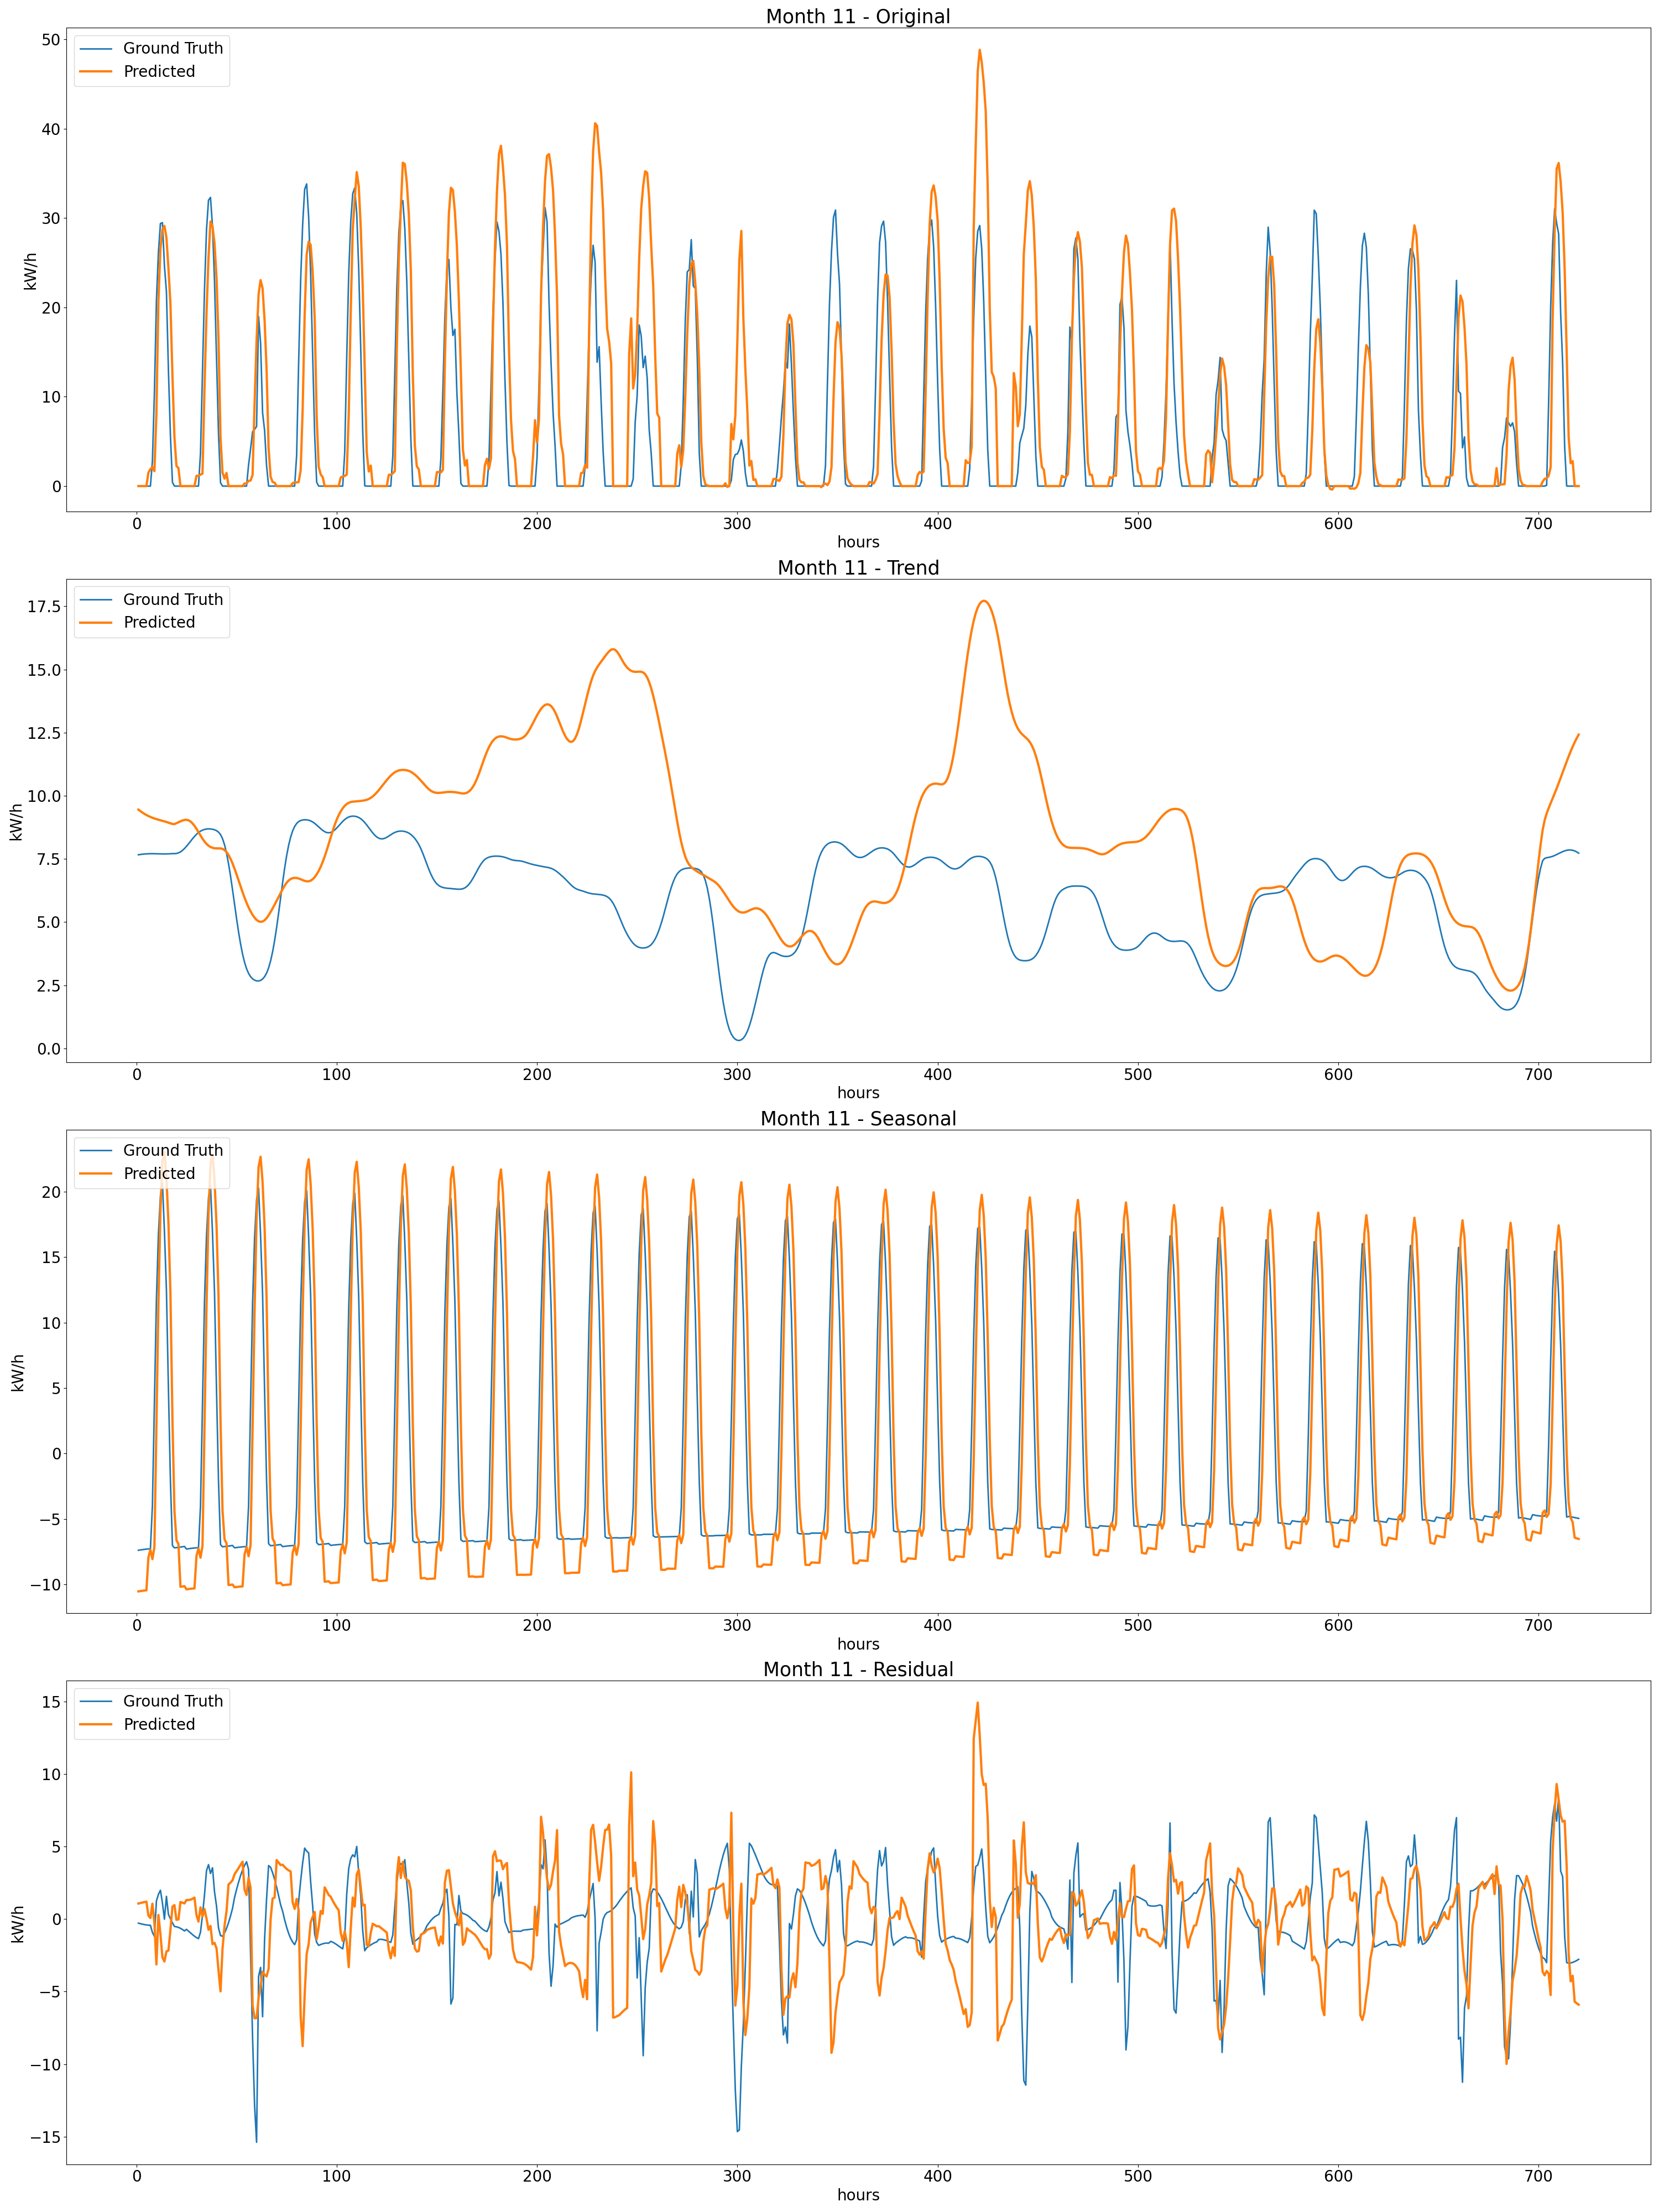 Month 11 - Original
Ground Truth
Predicted
kW/h
50
40
30
20
10
0
0 100 200 300 400 500 600 700
hours
Month 11 - Trend
Ground Truth
Predicted
kW/h
17.5
15.0
12.5
10.0
7.5
5.0
2.5
0.0
0 100 200 300 400 500 600 700
hours
Month 11 - Seasonal
Ground Truth
Predicted
kW/h
20
15
10
5
0
−5
−10
0 100 200 300 400 500 600 700
hours
Month 11 - Residual
Ground Truth
Predicted
kW/h
15
10
5
0
−5
−10
−15
0 100 200 300 400 500 600 700
hours